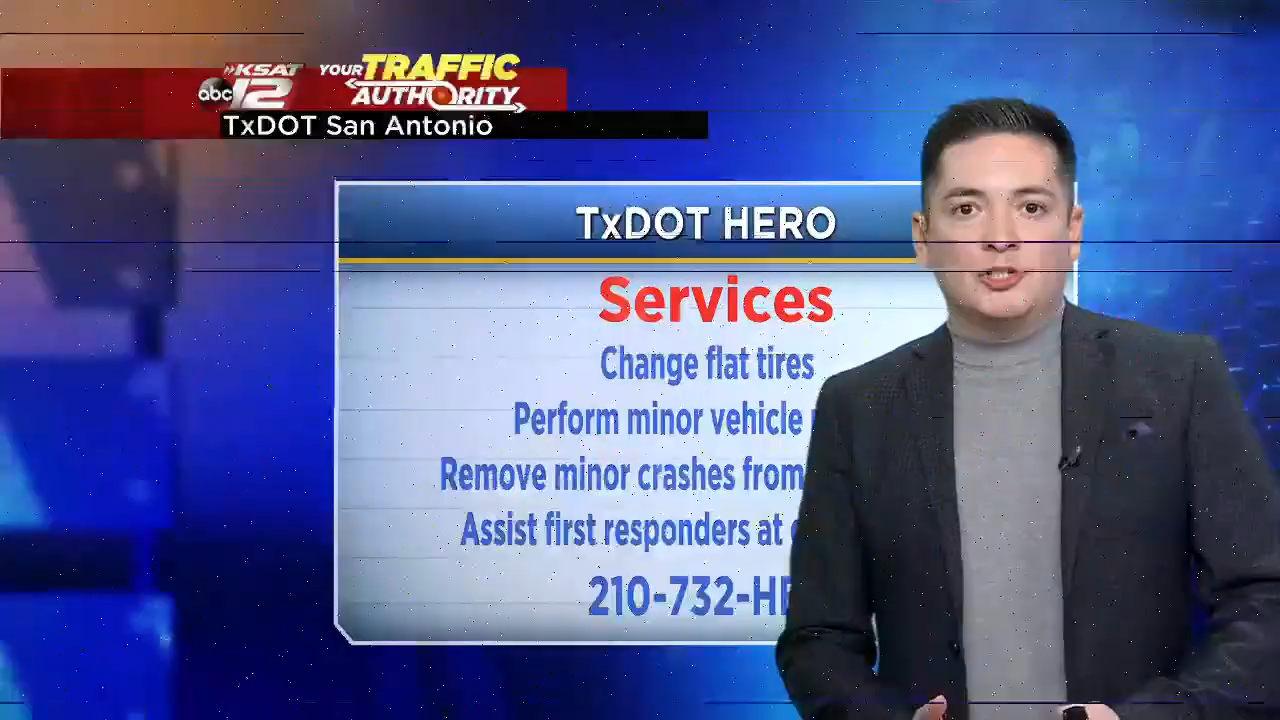 KSAT
abc 12
YOUR TRAFFIC
AUTHORITY
TxDOT San Antonio
TxDOT HERO
Services
Change flat tires
Perform minor vehicle
Remove minor crashes from
Assist first responders at
210-732-H